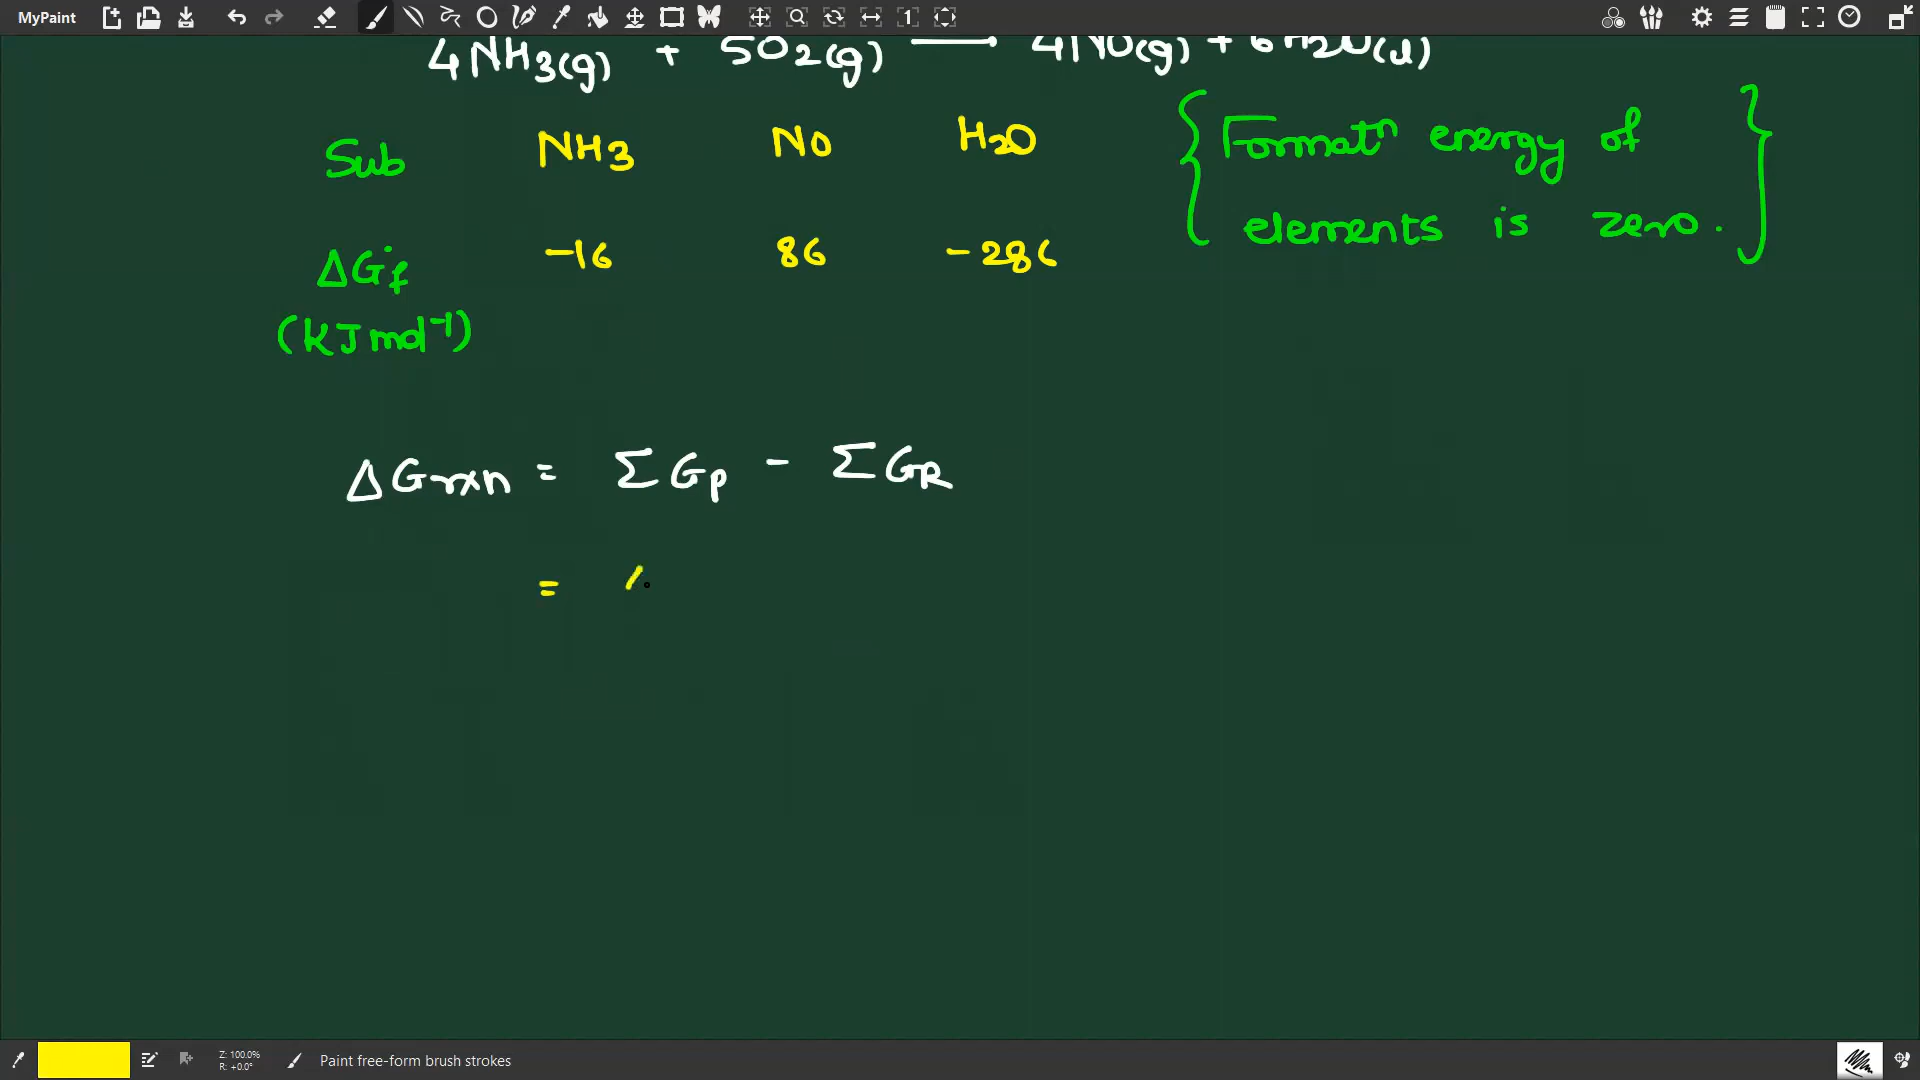 MyPaint
4NH3(g) + 5O2(g) ⟶ 4NO(g) + 6H2O(l)
Sub NH3 NO H2O { Formatⁿ energy of
ΔGf -16 86 -286 elements is zero. }
(KJ mol⁻¹)
ΔGrxn = ΣGp - ΣGR
=
Z: 100.0%
R: +0.0°
Paint free-form brush strokes